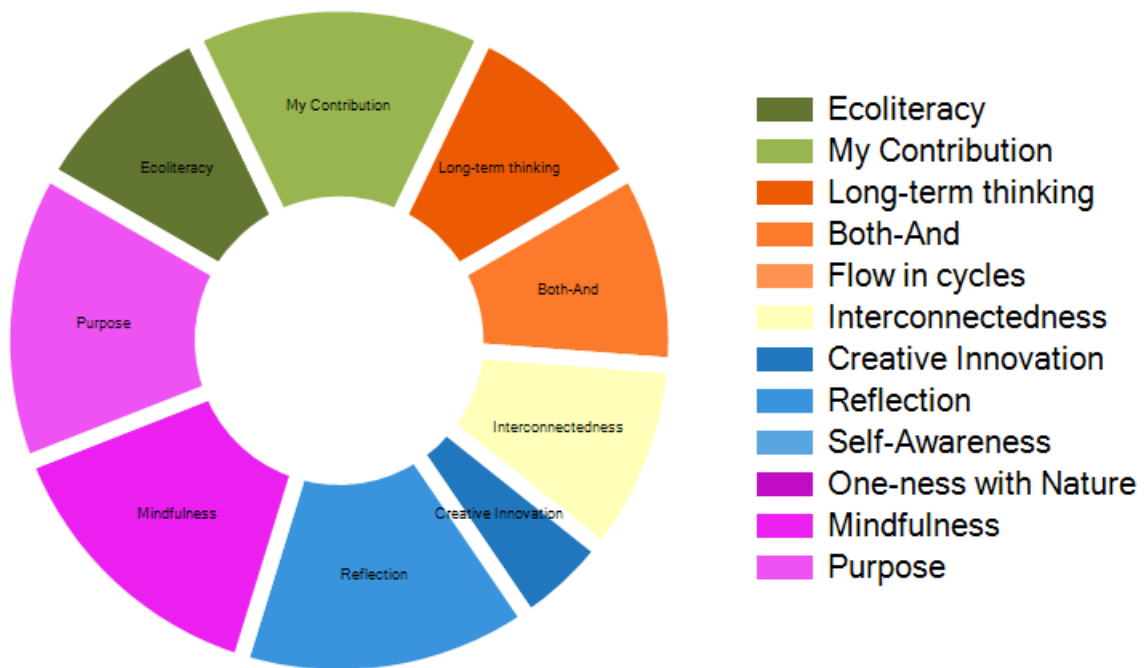 My Contribution
Ecoliteracy
Long-term thinking
Both-And
Purpose
Interconnectedness
Mindfulness
Creative Innovation
Reflection
Ecoliteracy
My Contribution
Long-term thinking
Both-And
Flow in cycles
Interconnectedness
Creative Innovation
Reflection
Self-Awareness
One-ness with Nature
Mindfulness
Purpose